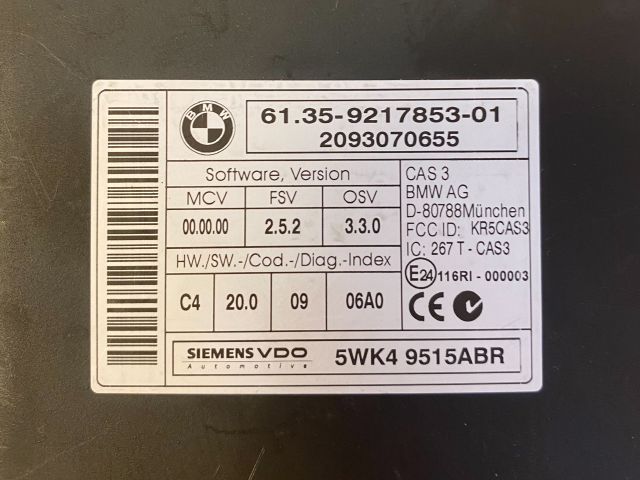 BMW
61.35-9217853-01
2093070655
Software, Version
MCV FSV OSV
00.00.00 2.5.2 3.3.0
HW./SW.-/Cod.-/Diag.-Index
C4 20.0 09 06A0
CAS 3
BMW AG
D-80788München
FCC ID: KR5CAS3
IC: 267 T - CAS3
E24 116RI - 000003
CE
SIEMENS VDO
Automotive
5WK4 9515ABR